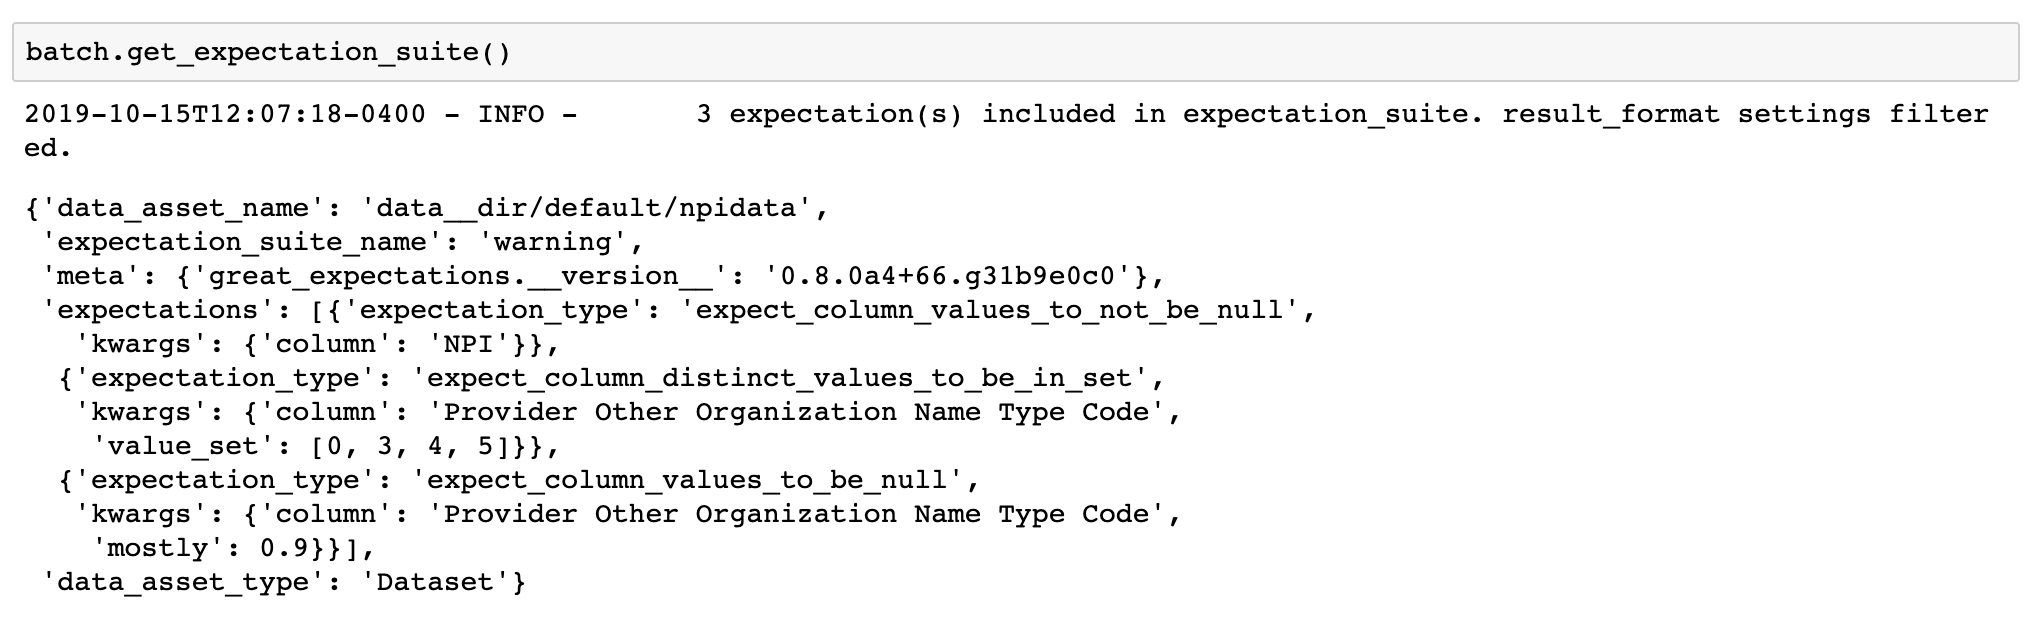 batch.get_expectation_suite()
2019-10-15T12:07:18-0400 - INFO -       3 expectation(s) included in expectation_suite. result_format settings filter
ed.
{'data_asset_name': 'data__dir/default/npidata',
 'expectation_suite_name': 'warning',
 'meta': {'great_expectations.__version__': '0.8.0a4+66.g31b9e0c0'},
 'expectations': [{'expectation_type': 'expect_column_values_to_not_be_null',
   'kwargs': {'column': 'NPI'}},
  {'expectation_type': 'expect_column_distinct_values_to_be_in_set',
   'kwargs': {'column': 'Provider Other Organization Name Type Code',
    'value_set': [0, 3, 4, 5]}},
  {'expectation_type': 'expect_column_values_to_be_null',
   'kwargs': {'column': 'Provider Other Organization Name Type Code',
    'mostly': 0.9}}],
 'data_asset_type': 'Dataset'}